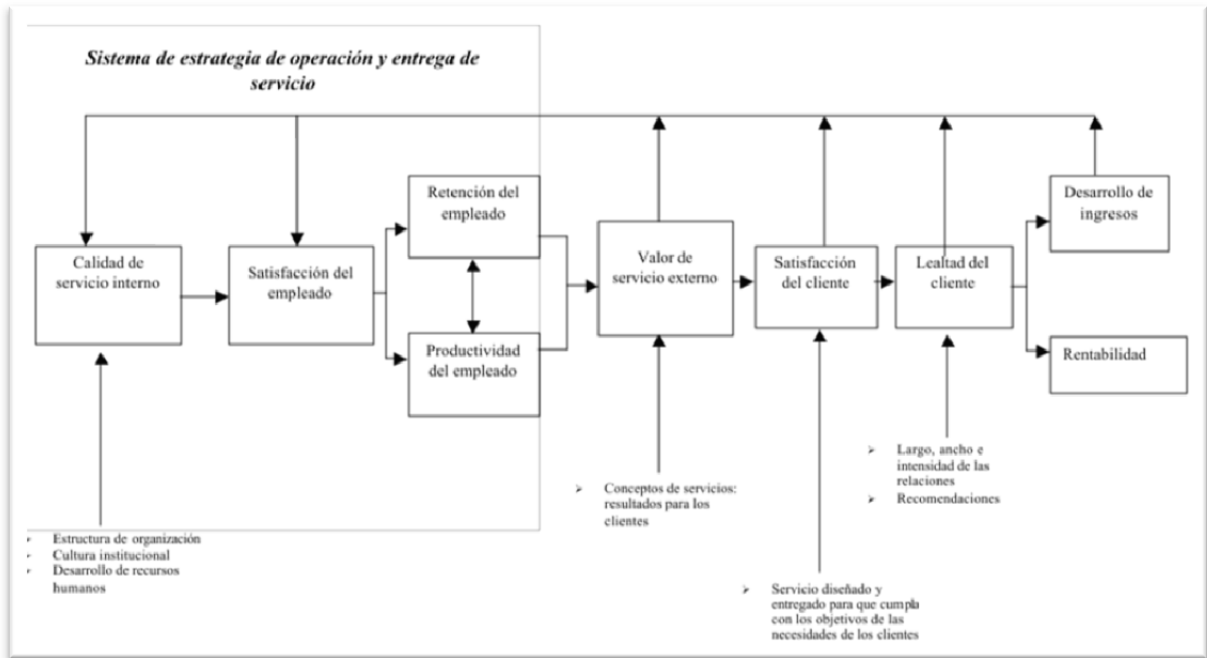 Sistema de estrategia de operación y entrega de
servicio
Calidad de
servicio interno
Satisfacción del
empleado
Retención del
empleado
Productividad
del empleado
Valor de
servicio externo
Satisfacción
del cliente
Lealtad del
cliente
Desarrollo de
ingresos
Rentabilidad
Estructura de organización
Cultura institucional
Desarrollo de recursos
humanos
Conceptos de servicios:
resultados para los
clientes
Servicio diseñado y
entregado para que cumpla
con los objetivos de las
necesidades de los clientes
Largo, ancho e
intensidad de las
relaciones
Recomendaciones